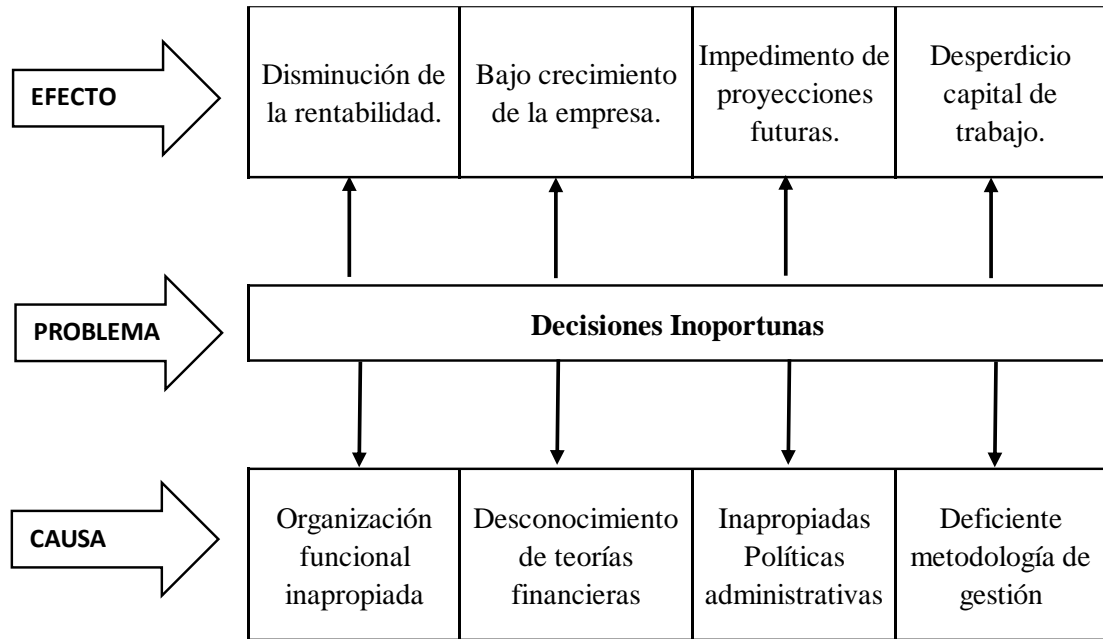 EFECTO
Disminución de
la rentabilidad.
Bajo crecimiento
de la empresa.
Impedimento de
proyecciones
futuras.
Desperdicio
capital de
trabajo.
PROBLEMA
Decisiones Inoportunas
CAUSA
Organización
funcional
inapropiada
Desconocimiento
de teorías
financieras
Inapropiadas
Políticas
administrativas
Deficiente
metodología de
gestión